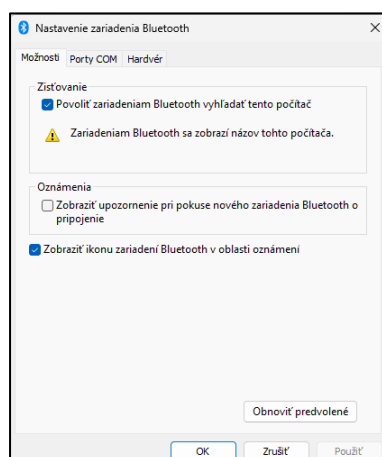 Nastavenie zariadenia Bluetooth
Možnosti Porty COM Hardvér
Zisťovanie
Povoliť zariadeniam Bluetooth vyhľadať tento počítač
Zariadeniam Bluetooth sa zobrazí názov tohto počítača.
Oznámenia
Zobraziť upozornenie pri pokuse nového zariadenia Bluetooth o
pripojenie
Zobraziť ikonu zariadení Bluetooth v oblasti oznámení
Obnoviť predvolené
OK Zrušiť Použiť